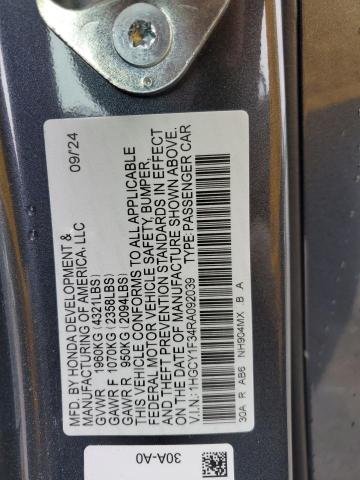 MFD. BY HONDA DEVELOPMENT &
MANUFACTURING OF AMERICA, LLC 09/24
GVWR 1960KG (4321LBS)
GAWR F 1070KG (2358LBS)
GAWR R 950KG (2094LBS)
THIS VEHICLE CONFORMS TO ALL APPLICABLE
FEDERAL MOTOR VEHICLE SAFETY, BUMPER,
AND THEFT PREVENTION STANDARDS IN EFFECT
ON THE DATE OF MANUFACTURE SHOWN ABOVE.
V.I.N: 1HGCY1F34RA092039 TYPE: PASSENGER CAR
30A R AB6 NH904MX B A
30A-A0